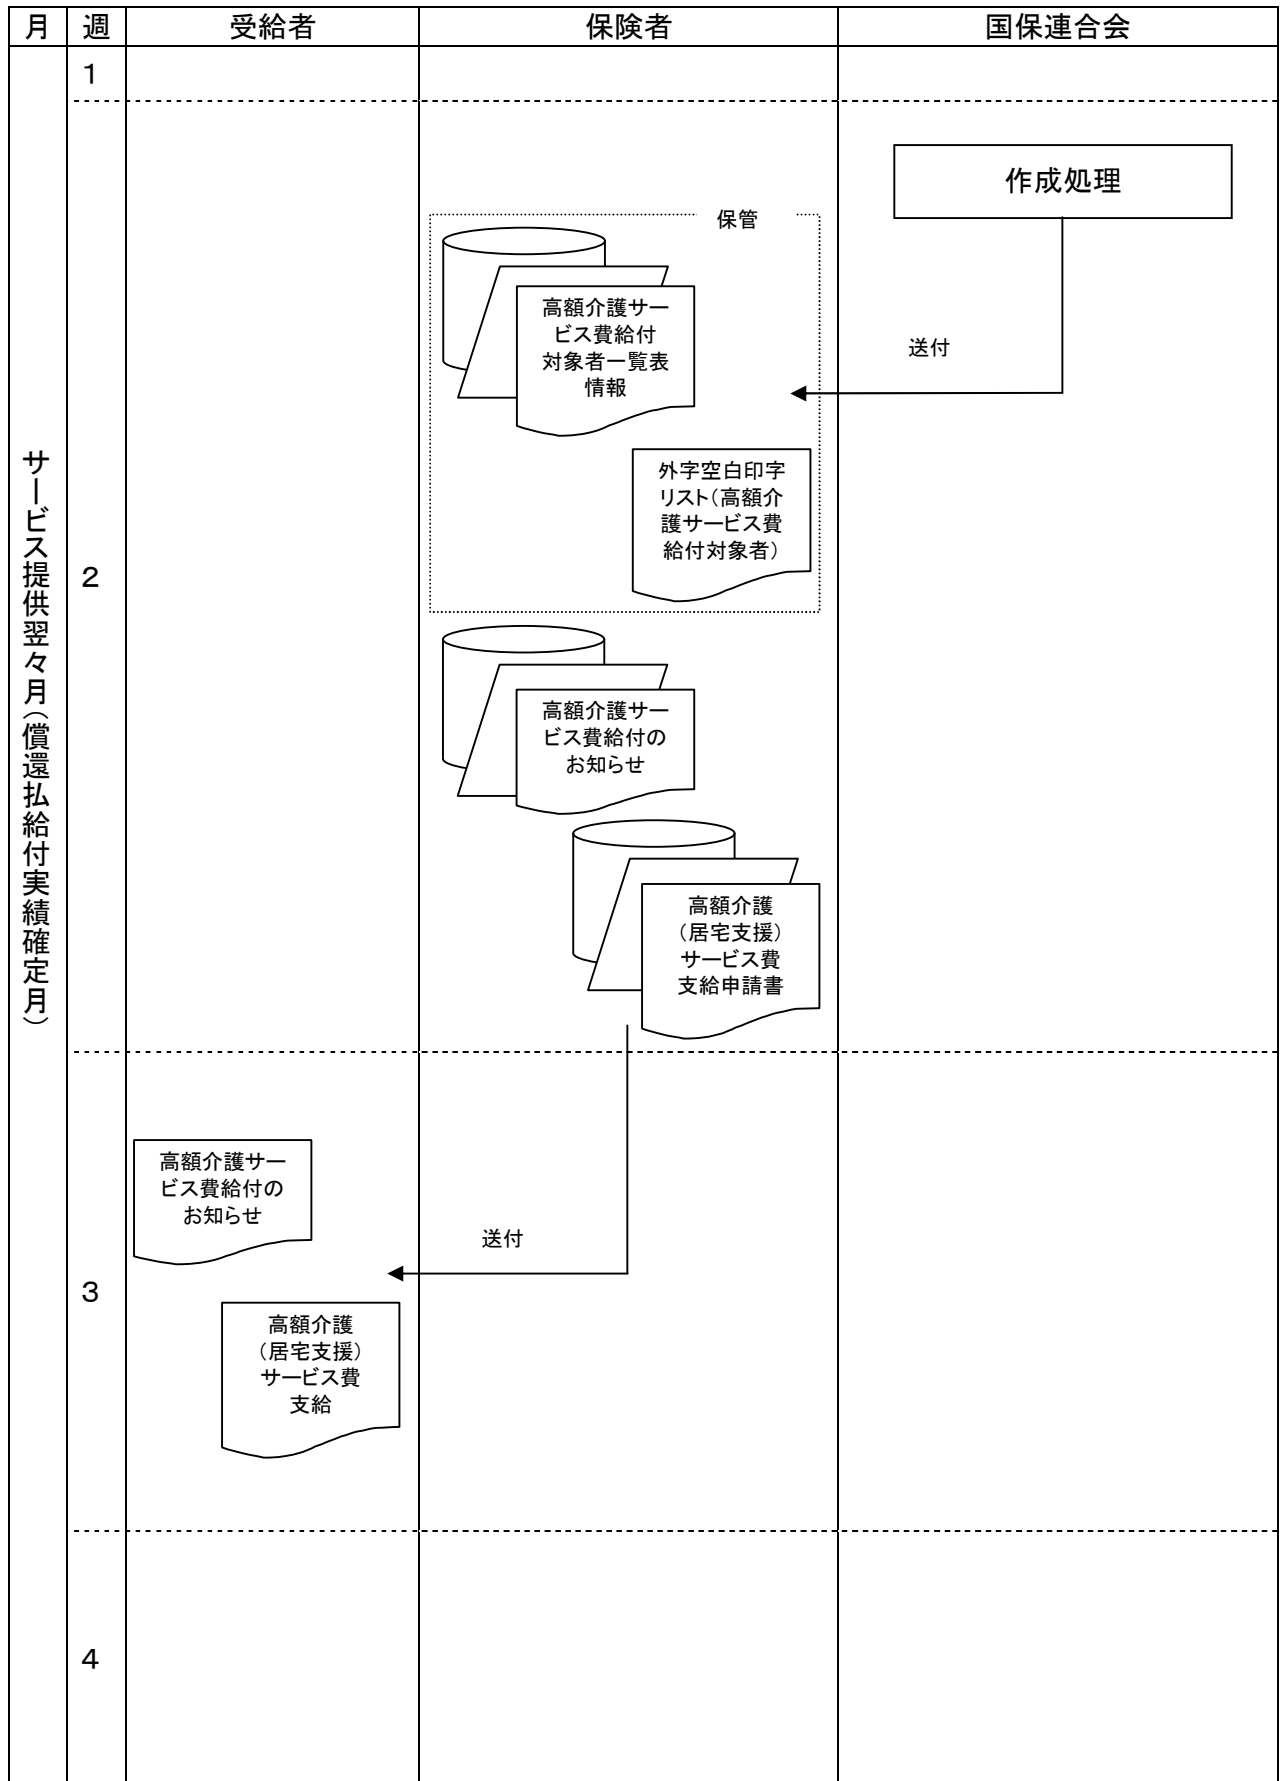 月 週 受給者 保険者 国保連合会
サービス提供翌々月（償還払給付実績確定月）
１
２
作成処理
保管
高額介護サー
ビス費給付
対象者一覧表
情報
送付
外字空白印字
リスト（高額介
護サービス費
給付対象者）
高額介護サー
ビス費給付の
お知らせ
高額介護
（居宅支援）
サービス費
支給申請書
３
高額介護サー
ビス費給付の
お知らせ
送付
高額介護
（居宅支援）
サービス費
支給
４